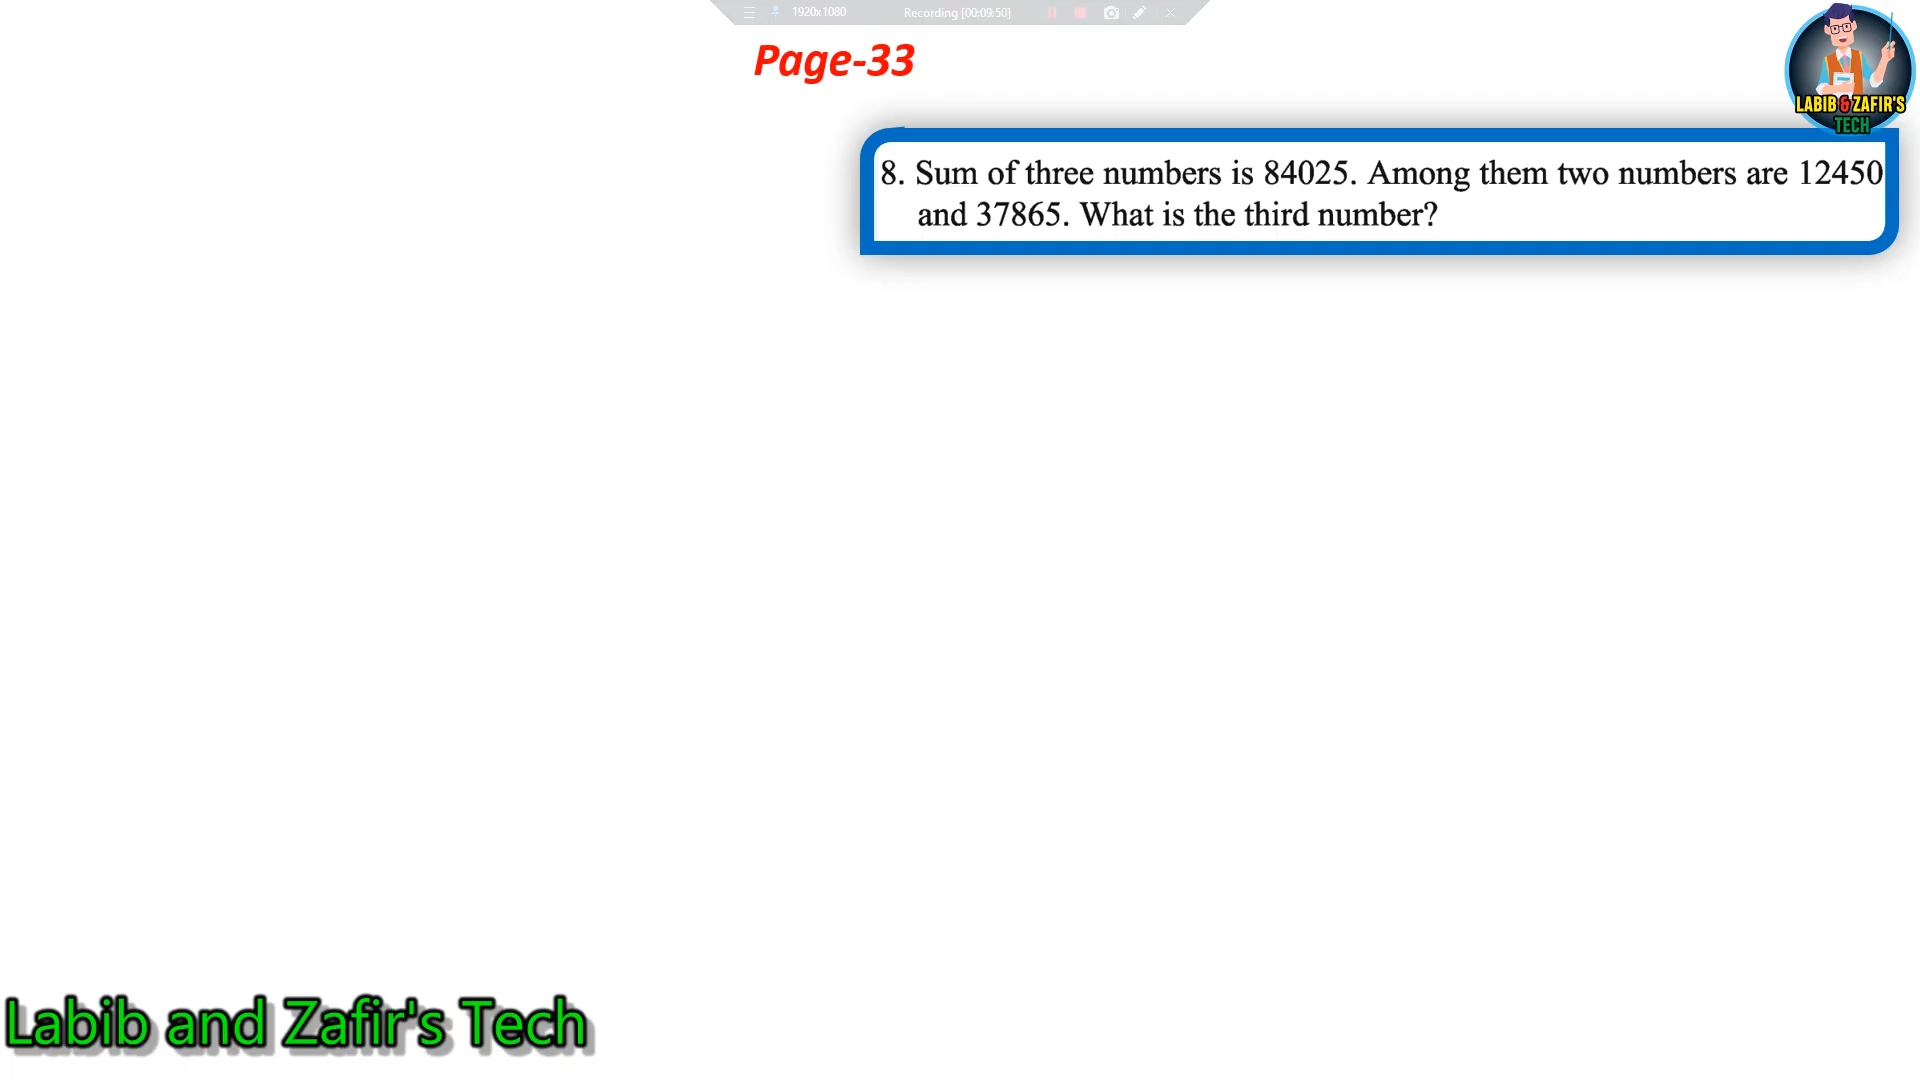 1920x1080 Recording [00:09:50]
Page-33
LABIB & ZAFIR'S
TECH
8. Sum of three numbers is 84025. Among them two numbers are 12450
and 37865. What is the third number?
Labib and Zafir's Tech